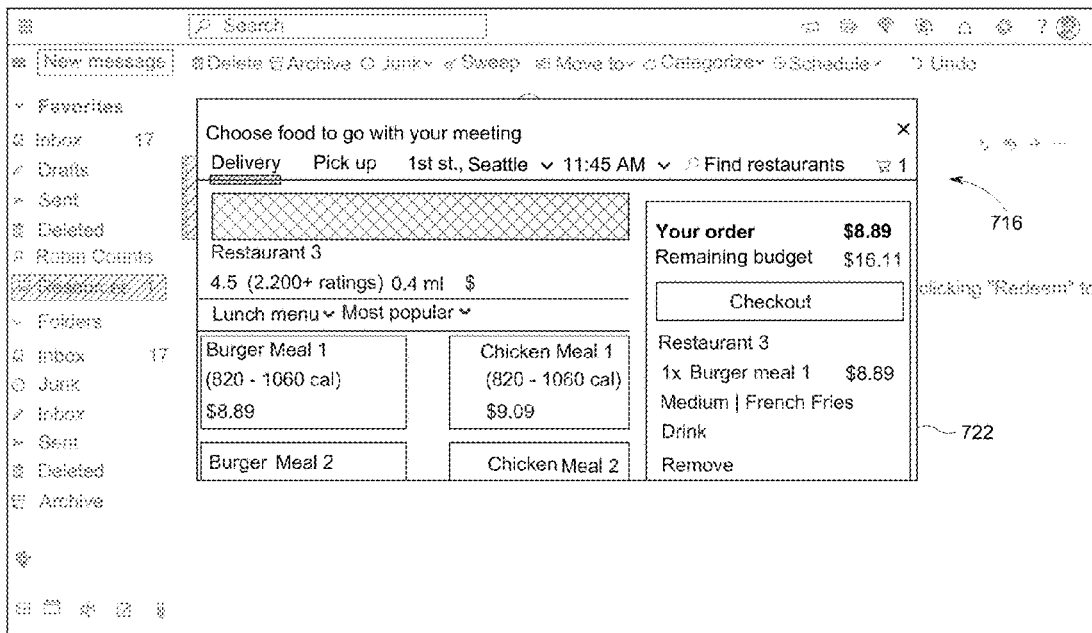 Search
?
New message Delete Archive Junk Sweep Move to Categorize Schedule Undo
Favorites
Inbox 17
Drafts
Sent
Deleted
Robin Counts
Folders
Inbox 17
Junk
Inbox
Sent
Deleted
Archive
Choose food to go with your meeting
Delivery Pick up 1st st., Seattle 11:45 AM Find restaurants 1
Restaurant 3
4.5 (2.200+ ratings) 0.4 ml $
Lunch menu Most popular
Burger Meal 1
(820 - 1060 cal)
$8.89
Chicken Meal 1
(820 - 1060 cal)
$9.09
Burger Meal 2
Chicken Meal 2
Your order $8.89
Remaining budget $16.11
Checkout
Restaurant 3
1x Burger meal 1 $8.89
Medium | French Fries
Drink
Remove
clicking "Redeem" to
716
722